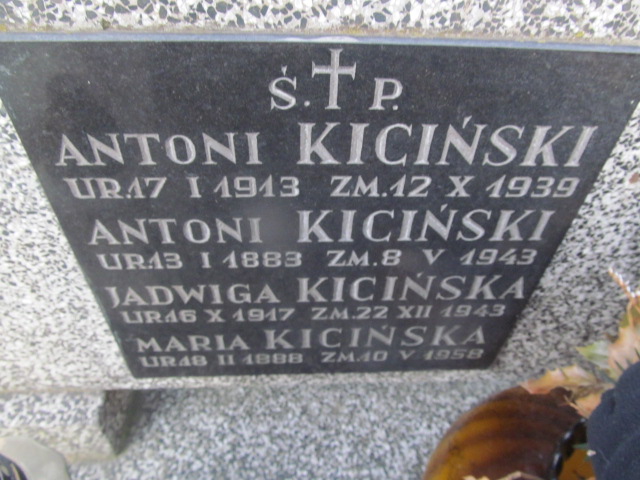 Ś. † P.
ANTONI KICIŃSKI
UR.17 I 1913 ZM.12 X 1939
ANTONI KICIŃSKI
UR.13 I 1883 ZM.8 V 1943
JADWIGA KICIŃSKA
UR.16 X 1917 ZM.22 XII 1943
MARIA KICIŃSKA
UR.18 II 1888 ZM.10 V 1958